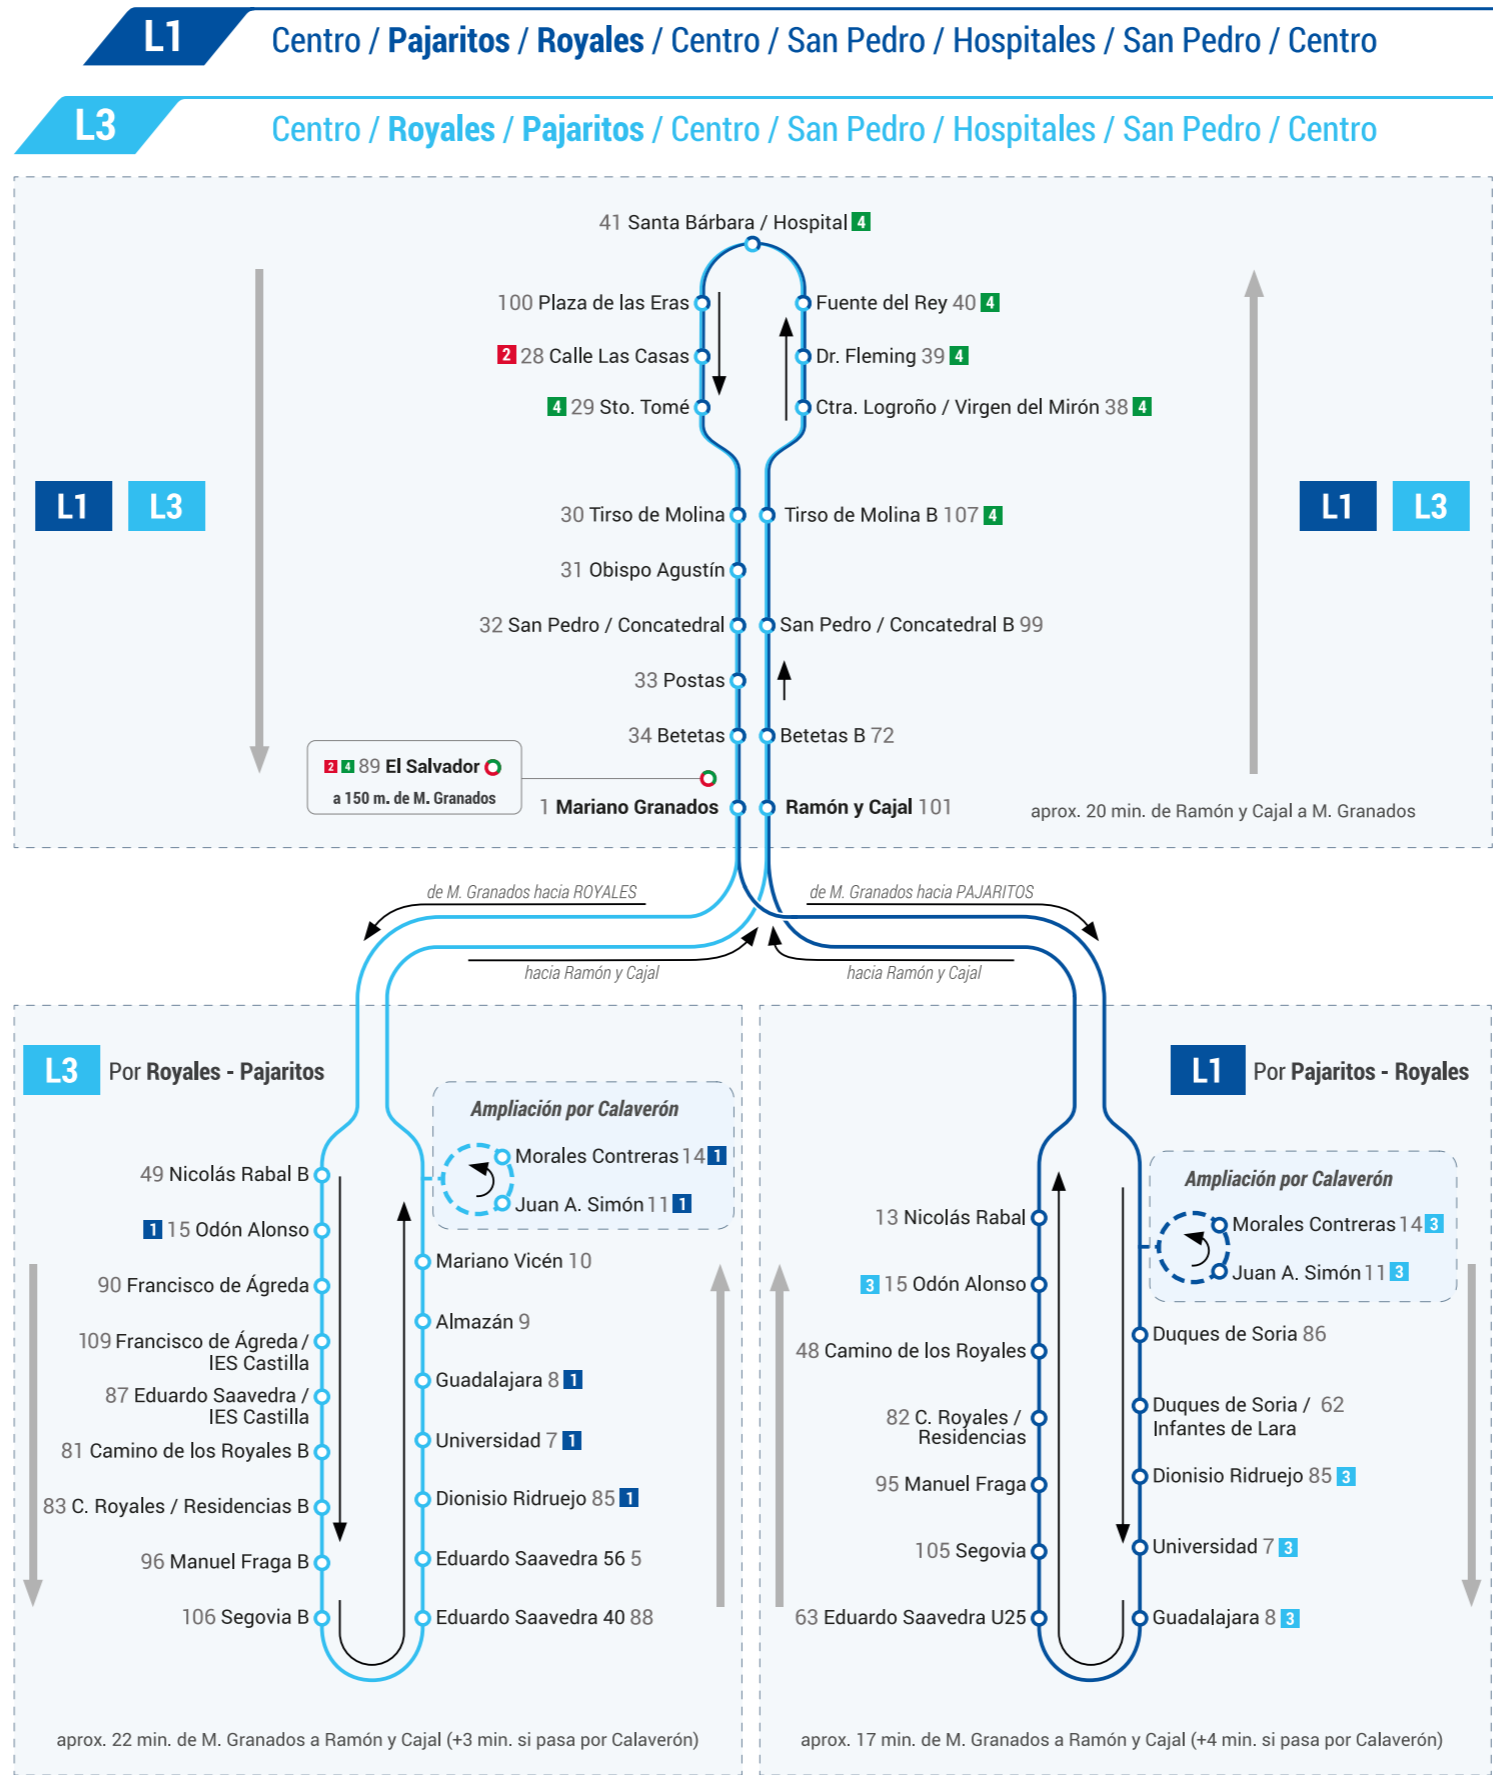 L1 Centro / Pajaritos / Royales / Centro / San Pedro / Hospitales / San Pedro / Centro
L3 Centro / Royales / Pajaritos / Centro / San Pedro / Hospitales / San Pedro / Centro
41 Santa Bárbara / Hospital 4
100 Plaza de las Eras
Fuente del Rey 40 4
2 28 Calle Las Casas
Dr. Fleming 39 4
4 29 Sto. Tomé
Ctra. Logroño / Virgen del Mirón 38 4
L1 L3
L1 L3
30 Tirso de Molina
Tirso de Molina B 107 4
31 Obispo Agustín
32 San Pedro / Concatedral
San Pedro / Concatedral B 99
33 Postas
34 Betetas
Betetas B 72
2 4 89 El Salvador
a 150 m. de M. Granados
1 Mariano Granados
Ramón y Cajal 101
aprox. 20 min. de Ramón y Cajal a M. Granados
de M. Granados hacia ROYALES
de M. Granados hacia PAJARITOS
hacia Ramón y Cajal
hacia Ramón y Cajal
L3 Por Royales - Pajaritos
Ampliación por Calaverón
Morales Contreras 14 1
Juan A. Simón 11 1
49 Nicolás Rabal B
1 15 Odón Alonso
90 Francisco de Ágreda
109 Francisco de Ágreda /
IES Castilla
87 Eduardo Saavedra /
IES Castilla
81 Camino de los Royales B
83 C. Royales / Residencias B
96 Manuel Fraga B
106 Segovia B
Mariano Vicén 10
Almazán 9
Guadalajara 8 1
Universidad 7 1
Dionisio Ridruejo 85 1
Eduardo Saavedra 56 5
Eduardo Saavedra 40 88
aprox. 22 min. de M. Granados a Ramón y Cajal (+3 min. si pasa por Calaverón)
L1 Por Pajaritos - Royales
Ampliación por Calaverón
Morales Contreras 14 3
Juan A. Simón 11 3
13 Nicolás Rabal
3 15 Odón Alonso
48 Camino de los Royales
82 C. Royales /
Residencias
95 Manuel Fraga
105 Segovia
63 Eduardo Saavedra U25
Duques de Soria 86
Duques de Soria / 62
Infantes de Lara
Dionisio Ridruejo 85 3
Universidad 7 3
Guadalajara 8 3
aprox. 17 min. de M. Granados a Ramón y Cajal (+4 min. si pasa por Calaverón)